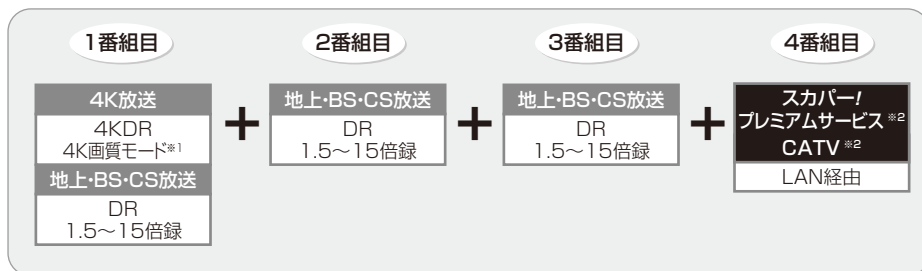 1番組目
4K放送
4KDR
4K画質モード※1
地上・BS・CS放送
DR
1.5〜15倍録
+
2番組目
地上・BS・CS放送
DR
1.5〜15倍録
+
3番組目
地上・BS・CS放送
DR
1.5〜15倍録
+
4番組目
スカパー!
プレミアムサービス※2
CATV※2
LAN経由